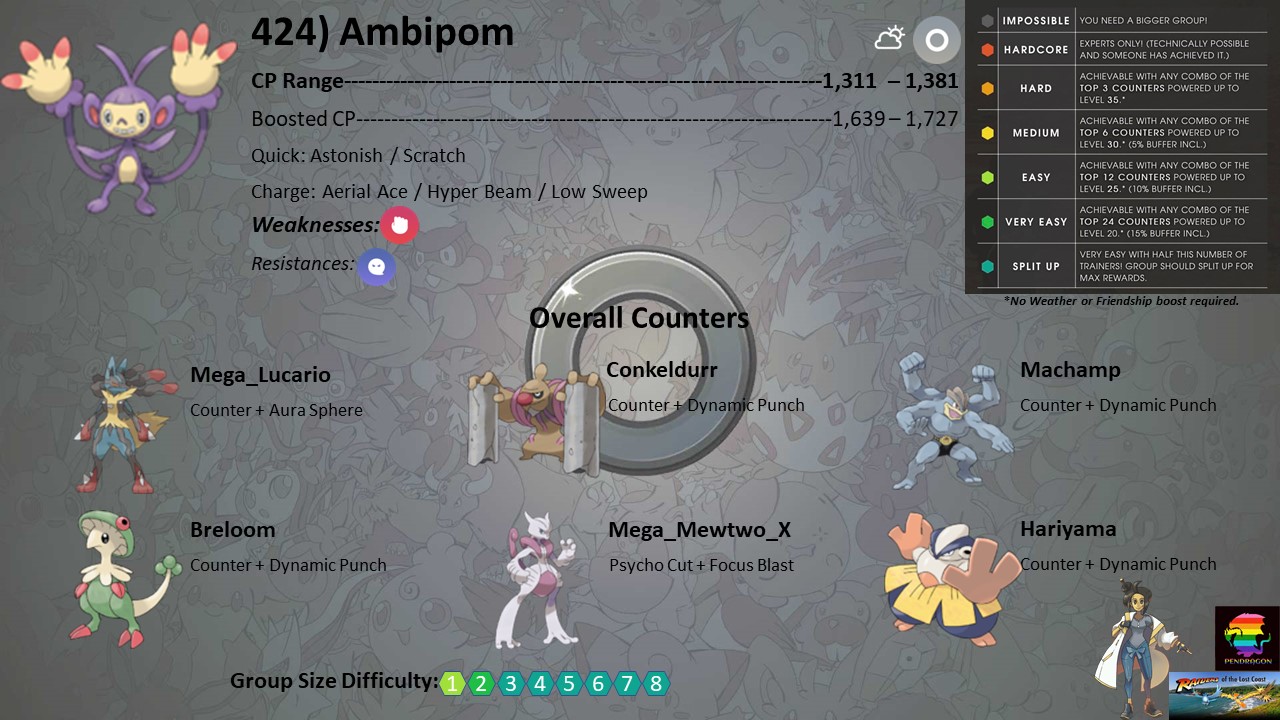 424) Ambipom
CP Range------1,311 – 1,381
Boosted CP------1,639 – 1,727
Quick: Astonish / Scratch
Charge: Aerial Ace / Hyper Beam / Low Sweep
Weaknesses:
Resistances:
IMPOSSIBLE YOU NEED A BIGGER GROUP!
HARDCORE EXPERTS ONLY! (TECHNICALLY POSSIBLE
AND SOMEONE HAS ACHIEVED IT.)
HARD ACHIEVABLE WITH ANY COMBO OF THE
TOP 3 COUNTERS POWERED UP TO
LEVEL 35.*
MEDIUM ACHIEVABLE WITH ANY COMBO OF THE
TOP 6 COUNTERS POWERED UP TO
LEVEL 30.* (5% BUFFER INCL.)
EASY ACHIEVABLE WITH ANY COMBO OF THE
TOP 12 COUNTERS POWERED UP TO
LEVEL 25.* (10% BUFFER INCL.)
VERY EASY ACHIEVABLE WITH ANY COMBO OF THE
TOP 24 COUNTERS POWERED UP TO
LEVEL 20.* (15% BUFFER INCL.)
SPLIT UP VERY EASY WITH HALF THIS NUMBER OF
TRAINERS! GROUP SHOULD SPLIT UP FOR
MAX REWARDS.
*No Weather or Friendship boost required.
Overall Counters
Mega_Lucario
Counter + Aura Sphere
Conkeldurr
Counter + Dynamic Punch
Machamp
Counter + Dynamic Punch
Breloom
Counter + Dynamic Punch
Mega_Mewtwo_X
Psycho Cut + Focus Blast
Hariyama
Counter + Dynamic Punch
Group Size Difficulty: 1 2 3 4 5 6 7 8
PENDROGON
RAIDERS of the Lost Coast